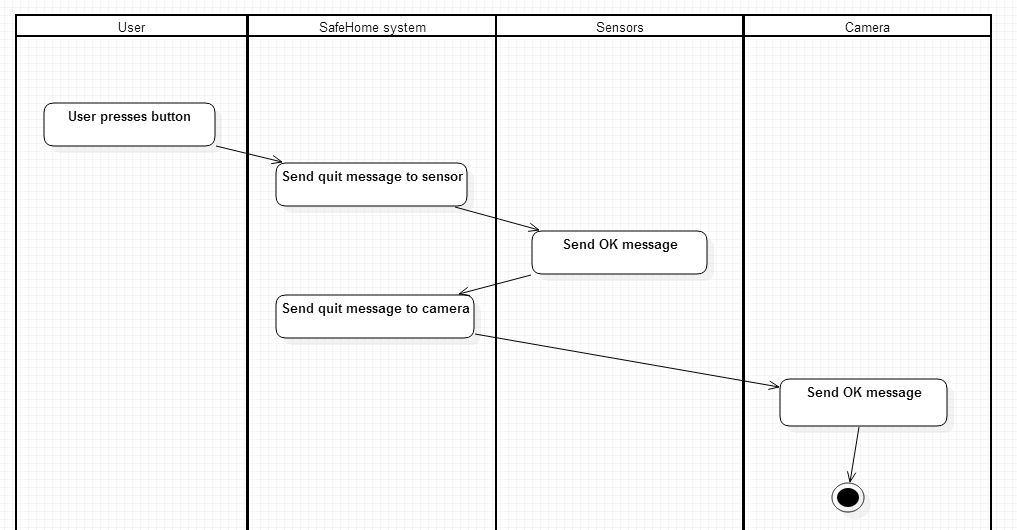 User
SafeHome system
Sensors
Camera
User presses button
Send quit message to sensor
Send OK message
Send quit message to camera
Send OK message